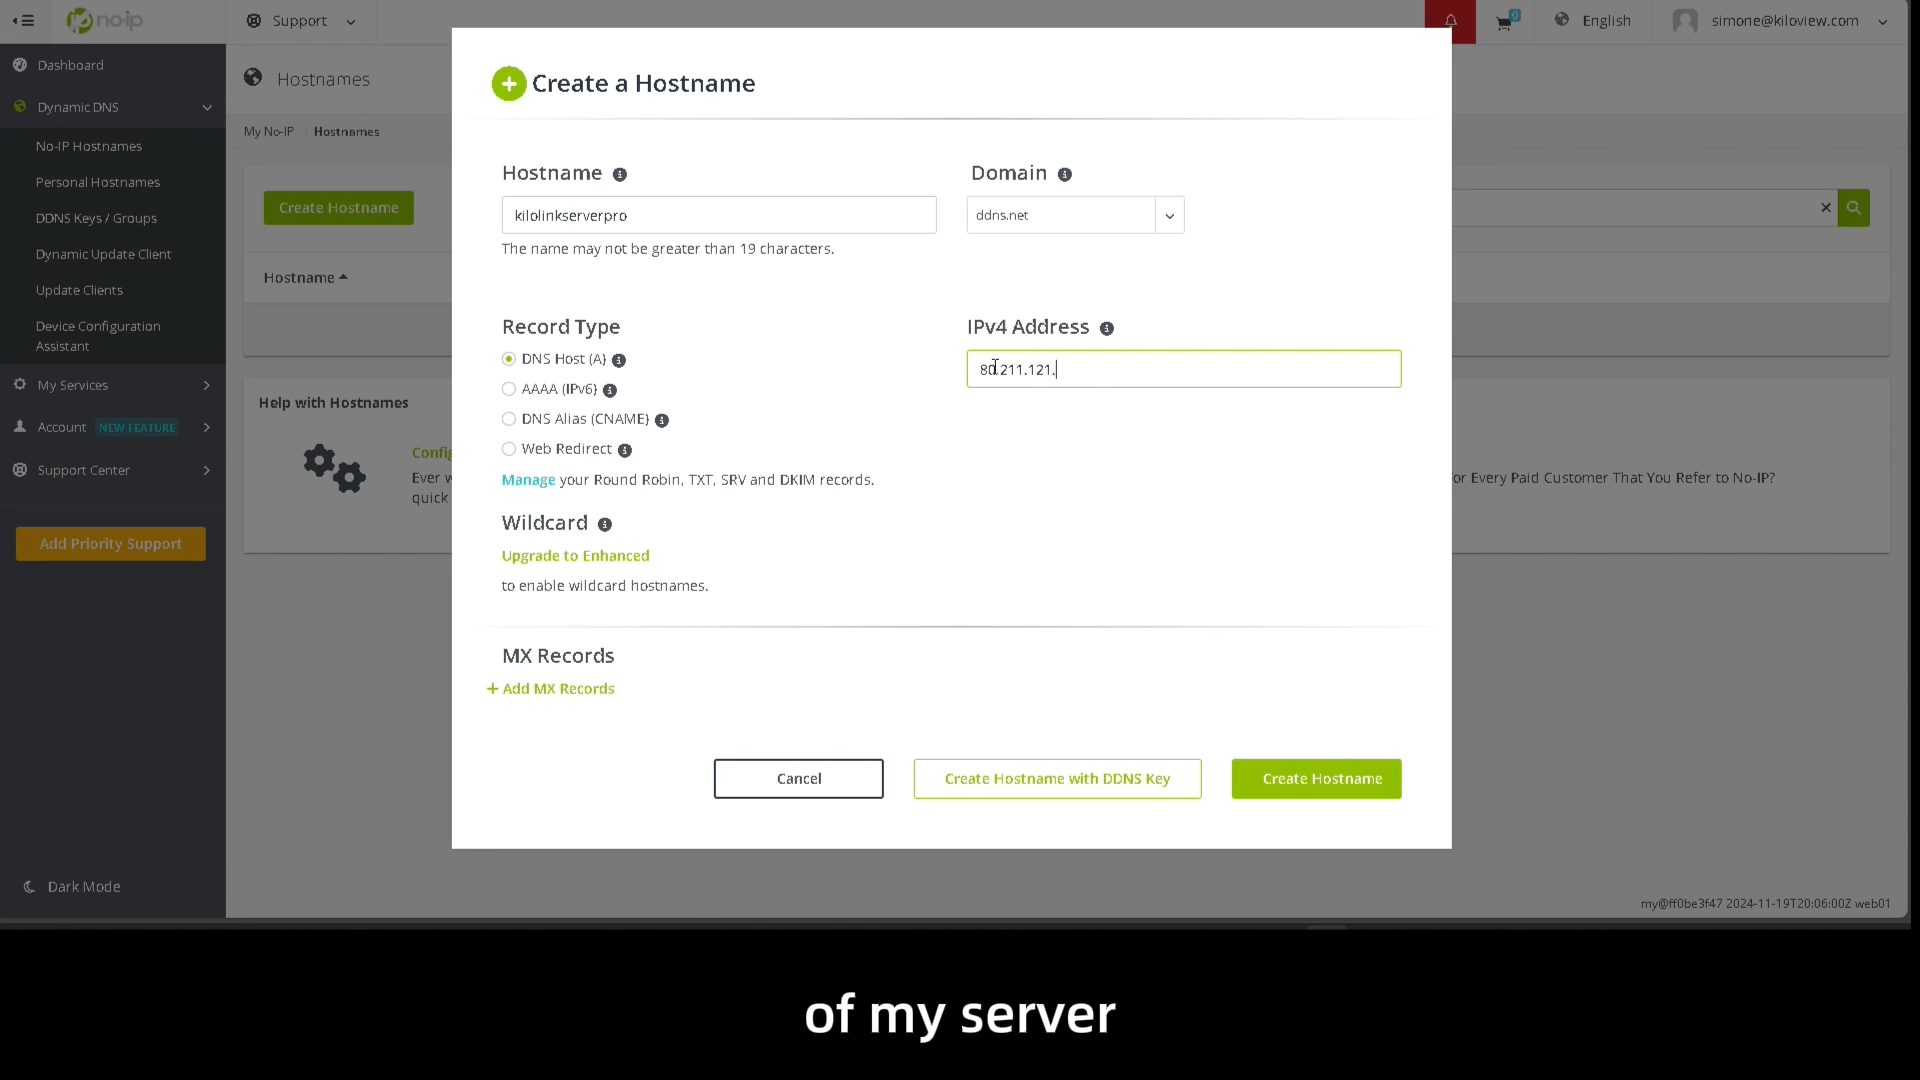 no-ip
Support
0
English
simone@kiloview.com
Dashboard
Dynamic DNS
No-IP Hostnames
Personal Hostnames
DDNS Keys / Groups
Dynamic Update Client
Update Clients
Device Configuration
Assistant
My Services
Account NEW FEATURE
Support Center
Add Priority Support
Dark Mode
Hostnames
My No-IP Hostnames
Create Hostname
Hostname
Help with Hostnames
quick
or Every Paid Customer That You Refer to No-IP?
my@ff0be3f47 2024-11-19T20:06:00Z web01
Create a Hostname
Hostname
Domain
kilolinkserverpro
ddns.net
The name may not be greater than 19 characters.
Record Type
IPv4 Address
DNS Host (A)
80.211.121.
AAAA (IPv6)
DNS Alias (CNAME)
Web Redirect
Manage your Round Robin, TXT, SRV and DKIM records.
Wildcard
Upgrade to Enhanced
to enable wildcard hostnames.
MX Records
+ Add MX Records
Cancel
Create Hostname with DDNS Key
Create Hostname
of my server